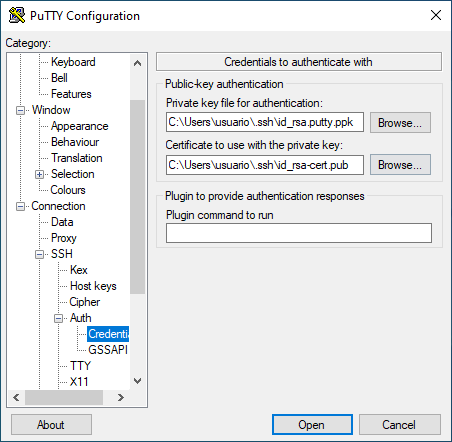 PuTTY Configuration
Category:
Keyboard
Bell
Features
Window
Appearance
Behaviour
Translation
Selection
Colours
Connection
Data
Proxy
SSH
Kex
Host keys
Cipher
Auth
Credentia
GSSAPI
TTY
X11
Credentials to authenticate with
Public-key authentication
Private key file for authentication:
C:\Users\usuario\.ssh\id_rsa.putty.ppk Browse...
Certificate to use with the private key:
C:\Users\usuario\.ssh\id_rsa-cert.pub Browse...
Plugin to provide authentication responses
Plugin command to run
About Open Cancel